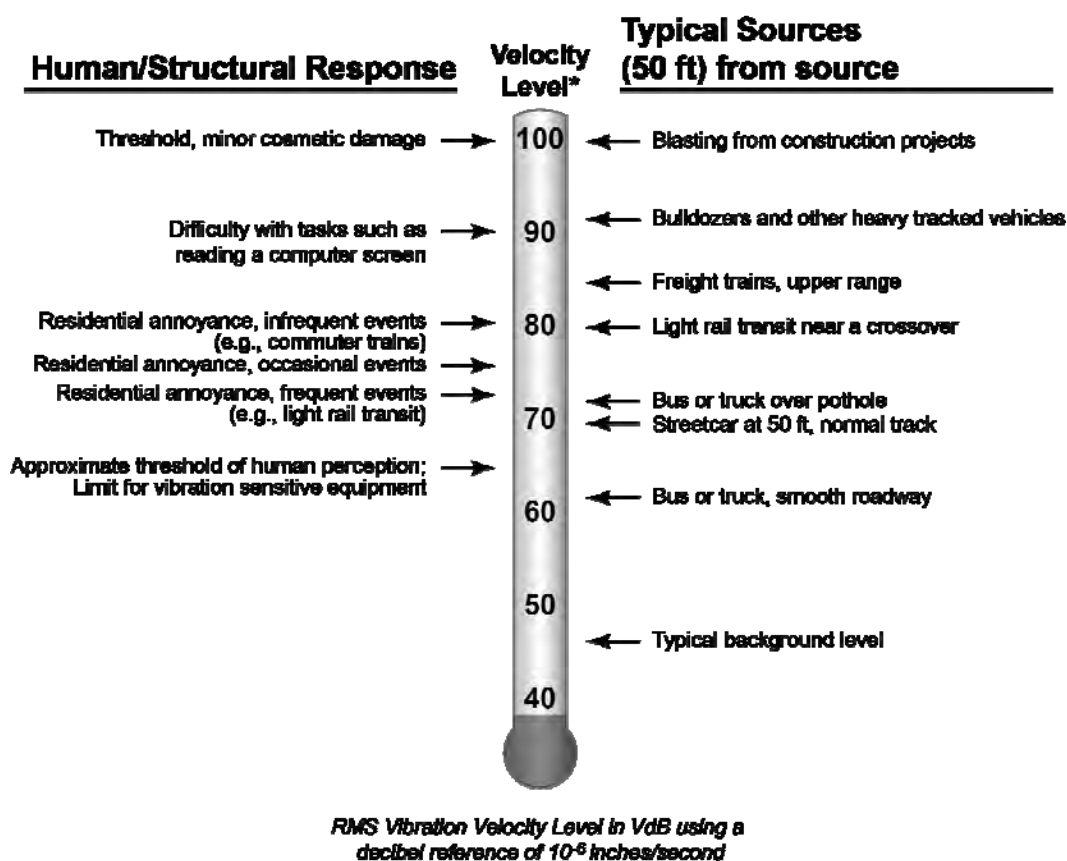 Human/Structural Response
Velocity
Level*
Typical Sources
(50 ft) from source
Threshold, minor cosmetic damage
100
Blasting from construction projects
Bulldozers and other heavy tracked vehicles
Difficulty with tasks such as
reading a computer screen
90
Freight trains, upper range
Residential annoyance, infrequent events
(e.g., commuter trains)
80
Light rail transit near a crossover
Residential annoyance, occasional events
Residential annoyance, frequent events
(e.g., light rail transit)
Bus or truck over pothole
70
Streetcar at 50 ft, normal track
Approximate threshold of human perception;
Limit for vibration sensitive equipment
Bus or truck, smooth roadway
60
50
Typical background level
40
RMS Vibration Velocity Level in VdB using a
decibel reference of 10-6 inches/second